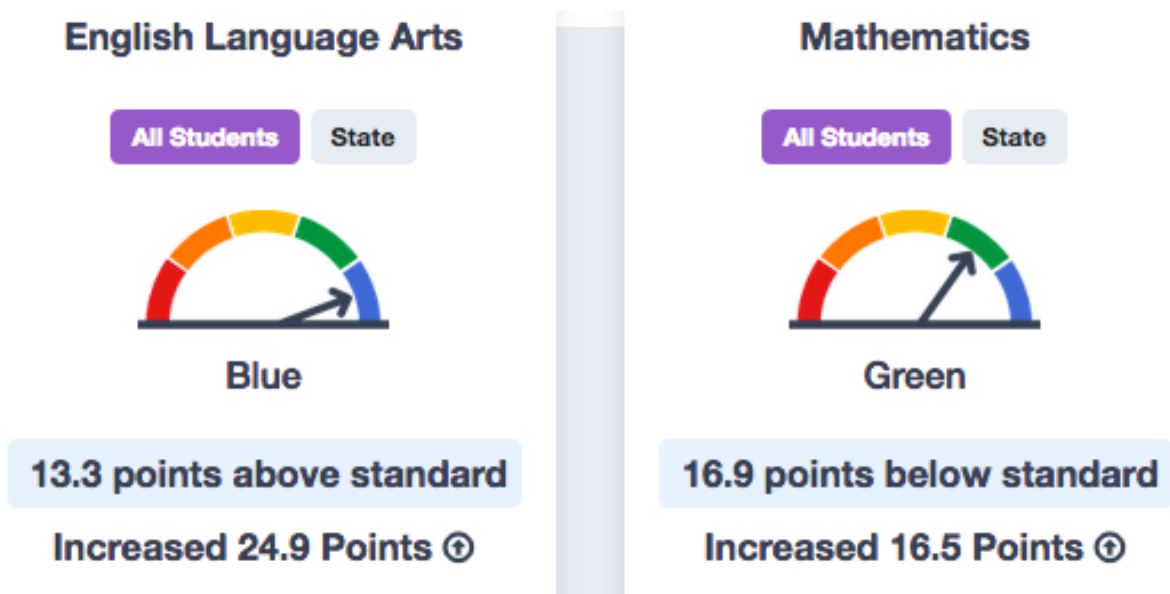 English Language Arts
All Students State
Blue
13.3 points above standard
Increased 24.9 Points
Mathematics
All Students State
Green
16.9 points below standard
Increased 16.5 Points